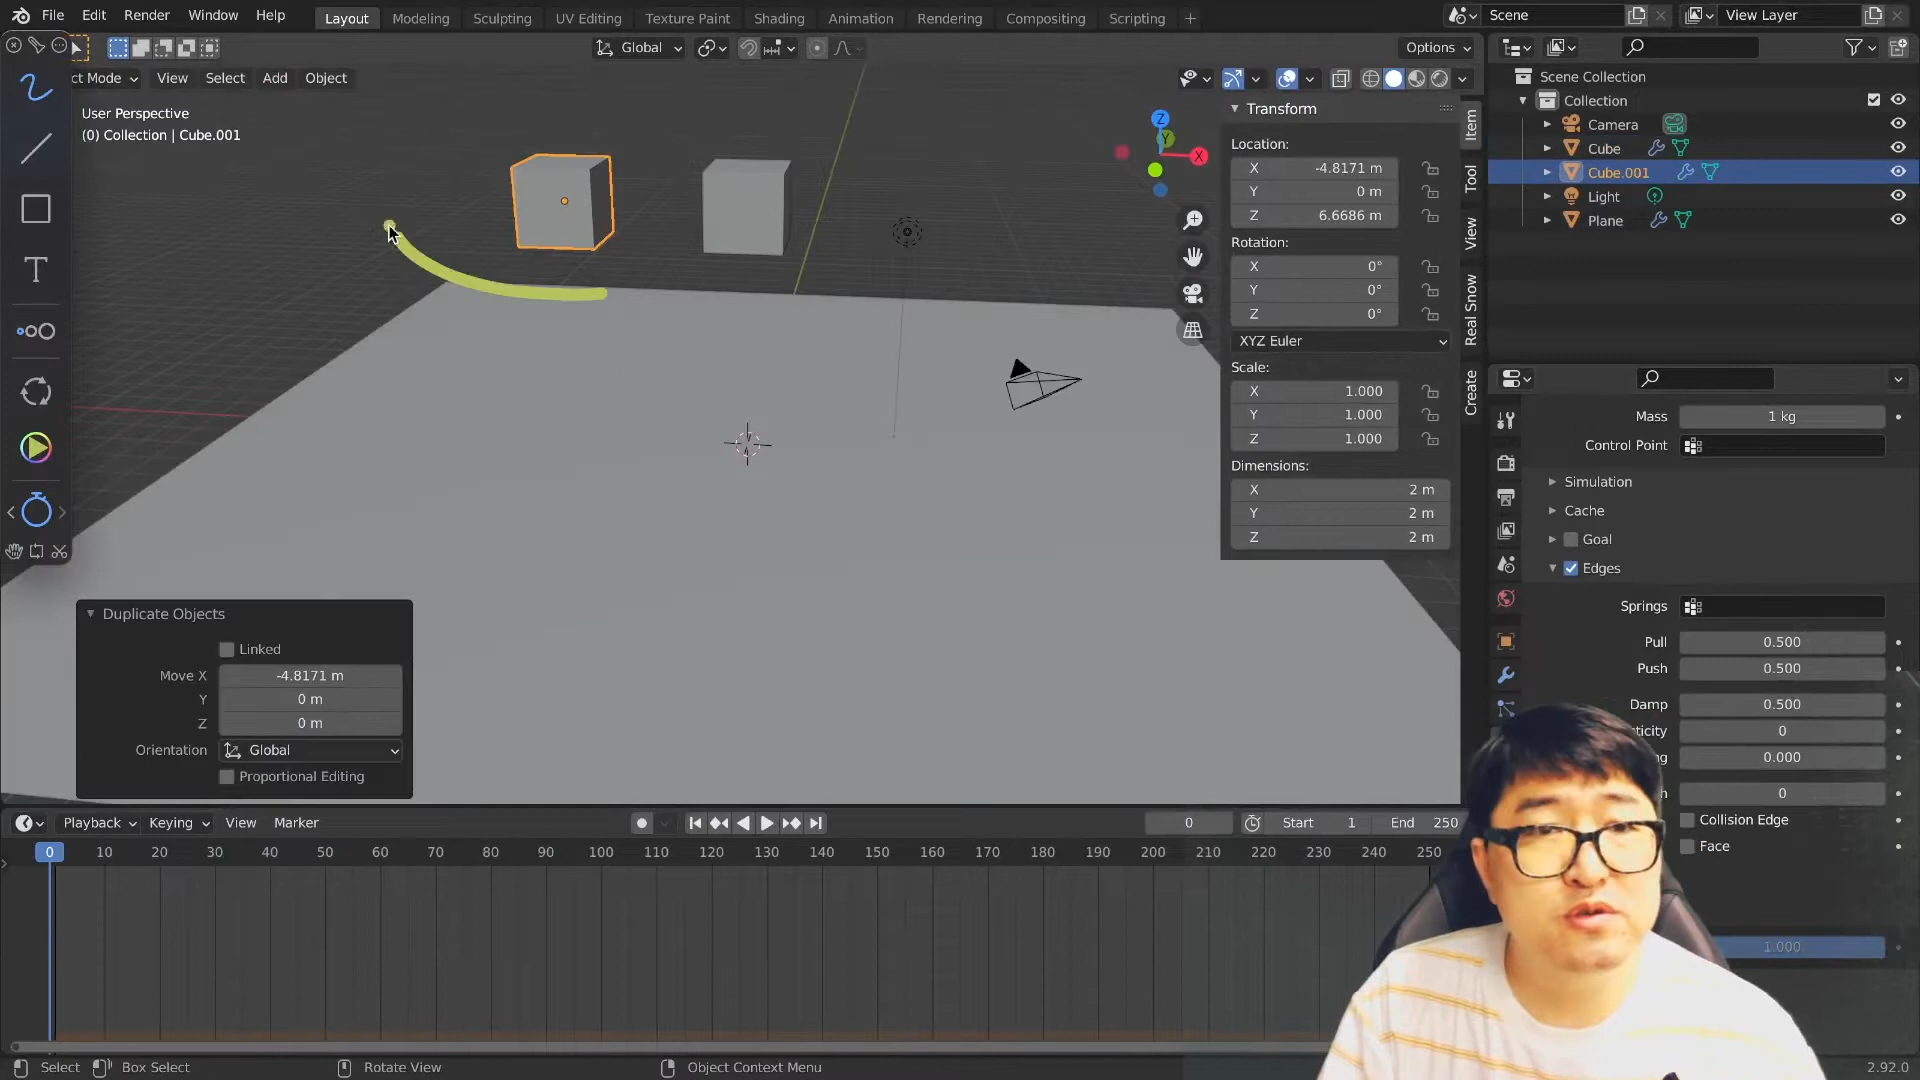 File Edit Render Window Help Layout Modeling Sculpting UV Editing Texture Paint Shading Animation Rendering Compositing Scripting + Scene View Layer
Global Options
ct Mode View Select Add Object
User Perspective
(0) Collection | Cube.001
Z
Y
X
Transform
Location:
X -4.8171 m
Y 0 m
Z 6.6686 m
Rotation:
X 0°
Y 0°
Z 0°
XYZ Euler
Scale:
X 1.000
Y 1.000
Z 1.000
Dimensions:
X 2 m
Y 2 m
Z 2 m
Item
Tool
View
Real Snow
Create
Scene Collection
Collection
Camera
Cube
Cube.001
Light
Plane
Mass 1 kg
Control Point
Simulation
Cache
Goal
Edges
Springs
Pull 0.500
Push 0.500
Damp 0.500
ticity 0
g 0.000
h 0
Collision Edge
Face
1.000
Duplicate Objects
Linked
Move X -4.8171 m
Y 0 m
Z 0 m
Orientation Global
Proportional Editing
Playback Keying View Marker 0 Start 1 End 250
0 10 20 30 40 50 60 70 80 90 100 110 120 130 140 150 160 170 180 190 200 210 220 230 240 250
Select Box Select Rotate View Object Context Menu 2.92.0